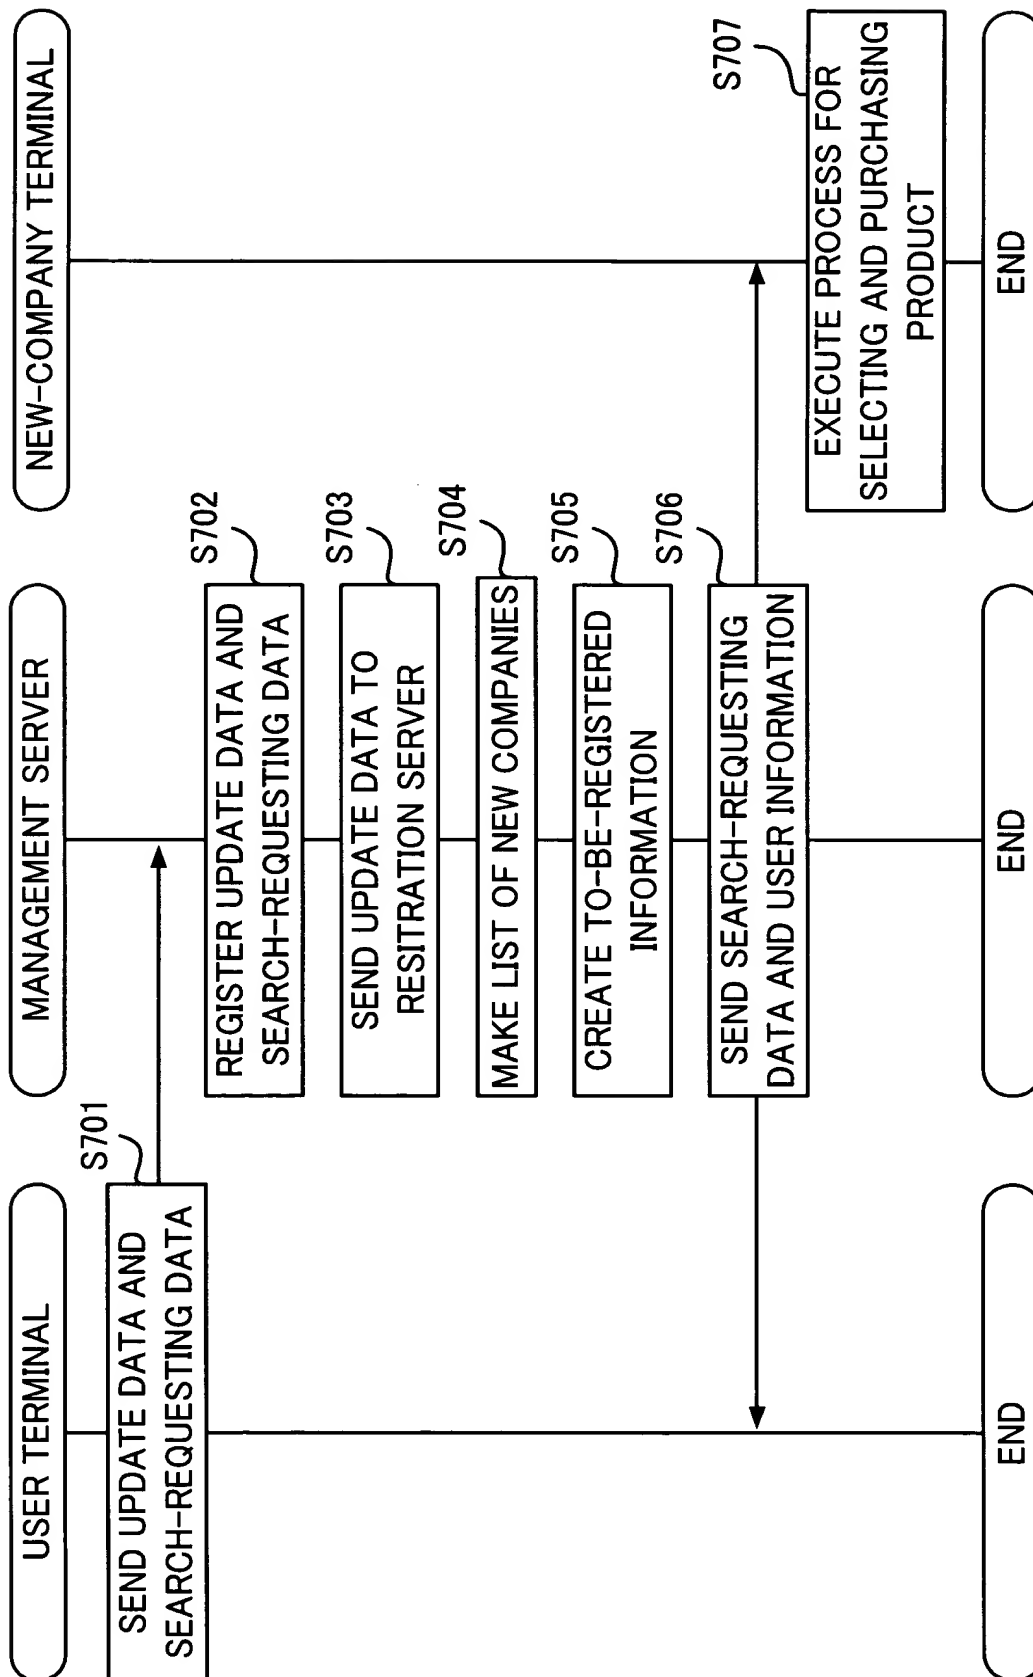 USER TERMINAL
MANAGEMENT SERVER
NEW-COMPANY TERMINAL
S701
SEND UPDATE DATA AND
SEARCH-REQUESTING DATA
S702
REGISTER UPDATE DATA AND
SEARCH-REQUESTING DATA
S703
SEND UPDATE DATA TO
RESITRATION SERVER
S704
MAKE LIST OF NEW COMPANIES
S705
CREATE TO-BE-REGISTERED
INFORMATION
S706
SEND SEARCH-REQUESTING
DATA AND USER INFORMATION
S707
EXECUTE PROCESS FOR
SELECTING AND PURCHASING
PRODUCT
END
END
END